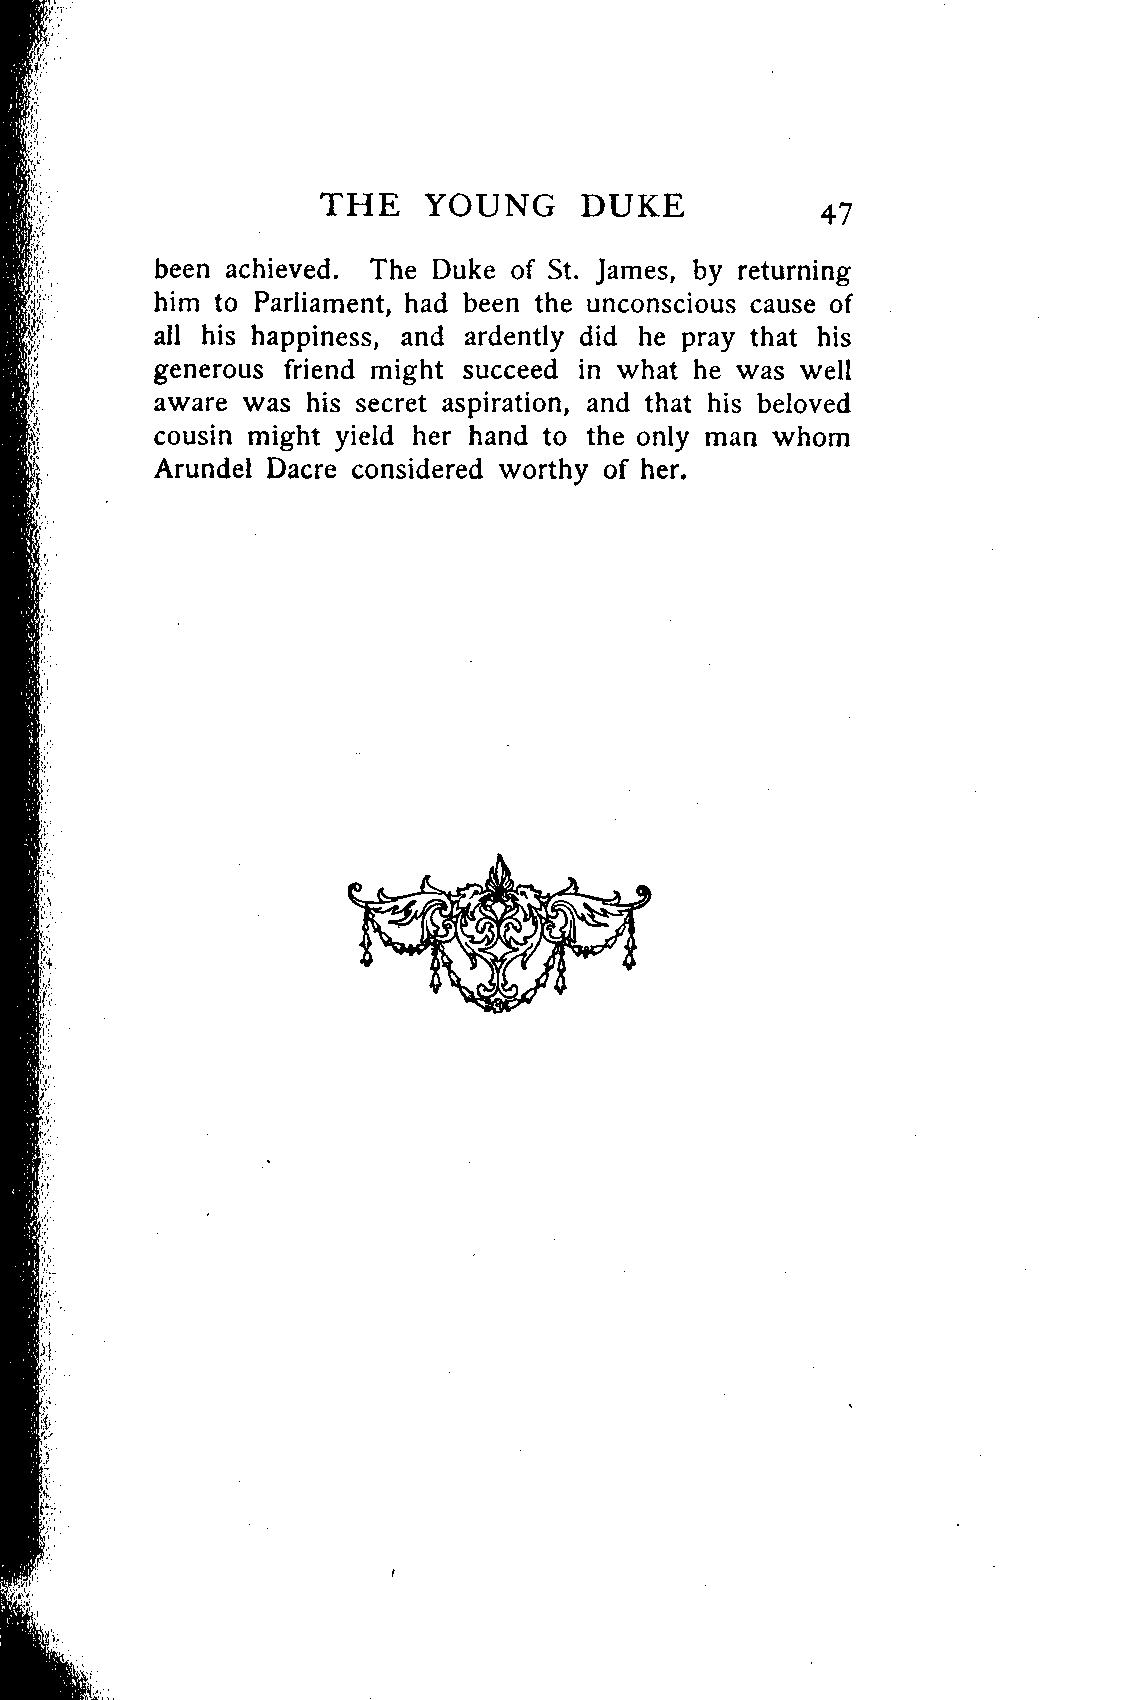 THE YOUNG DUKE 47
been achieved. The Duke of St. James, by returning
him to Parliament, had been the unconscious cause of
all his happiness, and ardently did he pray that his
generous friend might succeed in what he was well
aware was his secret aspiration, and that his beloved
cousin might yield her hand to the only man whom
Arundel Dacre considered worthy of her.